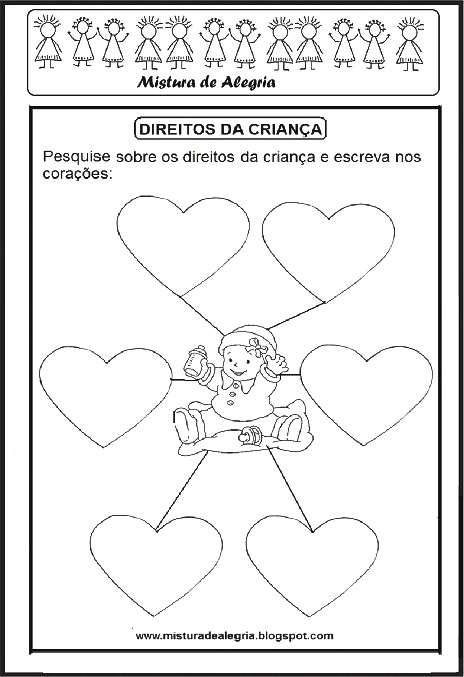 Mistura de Alegria
DIREITOS DA CRIANÇA
Pesquise sobre os direitos da criança e escreva nos
corações:
www.misturadealegria.blogspot.com